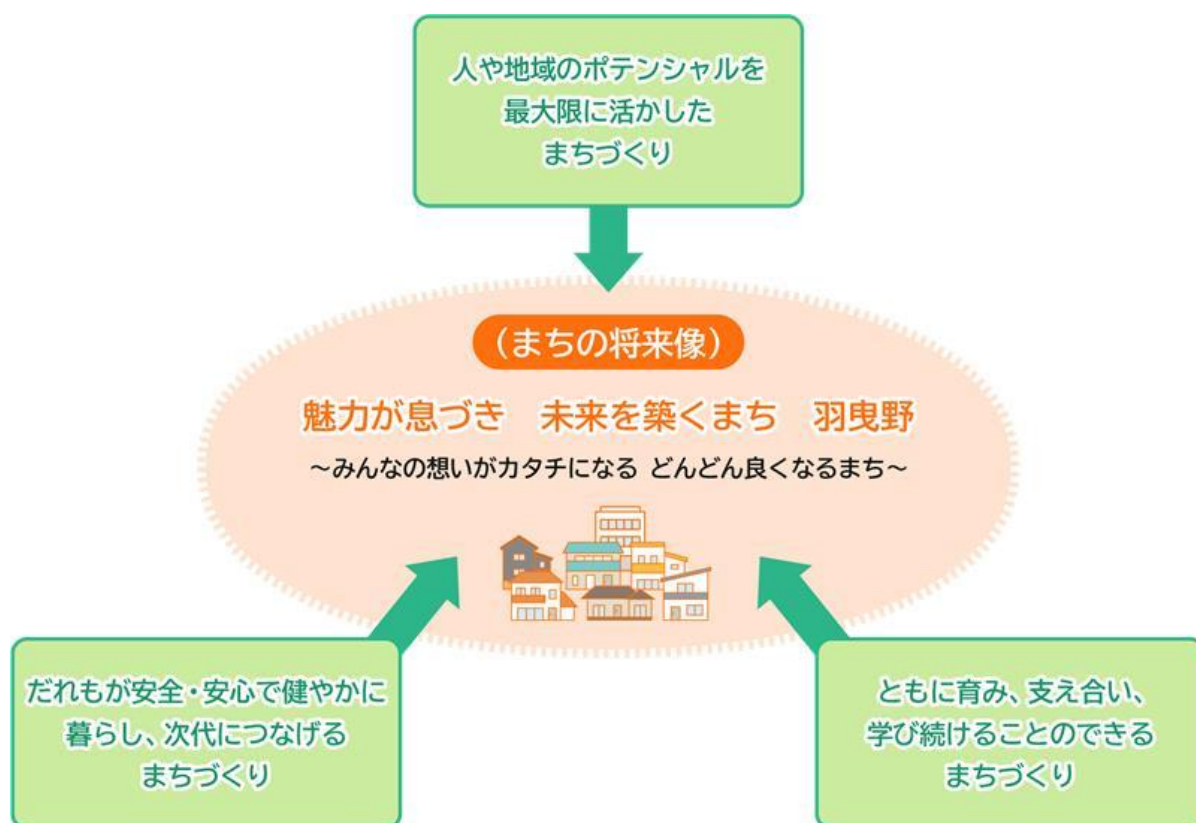 人や地域のポテンシャルを
最大限に活かした
まちづくり
（まちの将来像）
魅力が息づき　未来を築くまち　羽曳野
～みんなの想いがカタチになる どんどん良くなるまち～
だれもが安全・安心で健やかに
暮らし、次代につなげる
まちづくり
ともに育み、支え合い、
学び続けることのできる
まちづくり